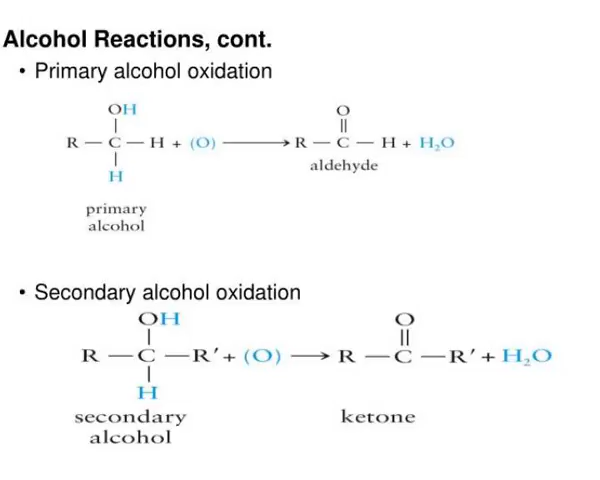 Alcohol Reactions, cont.
• Primary alcohol oxidation
OH
|
R — C — H + (O) ⟶ R — C — H + H₂O
|
H
O
||
aldehyde
primary
alcohol
• Secondary alcohol oxidation
OH
|
R — C — R′ + (O) ⟶ R — C — R′ + H₂O
|
H
O
||
secondary
alcohol
ketone